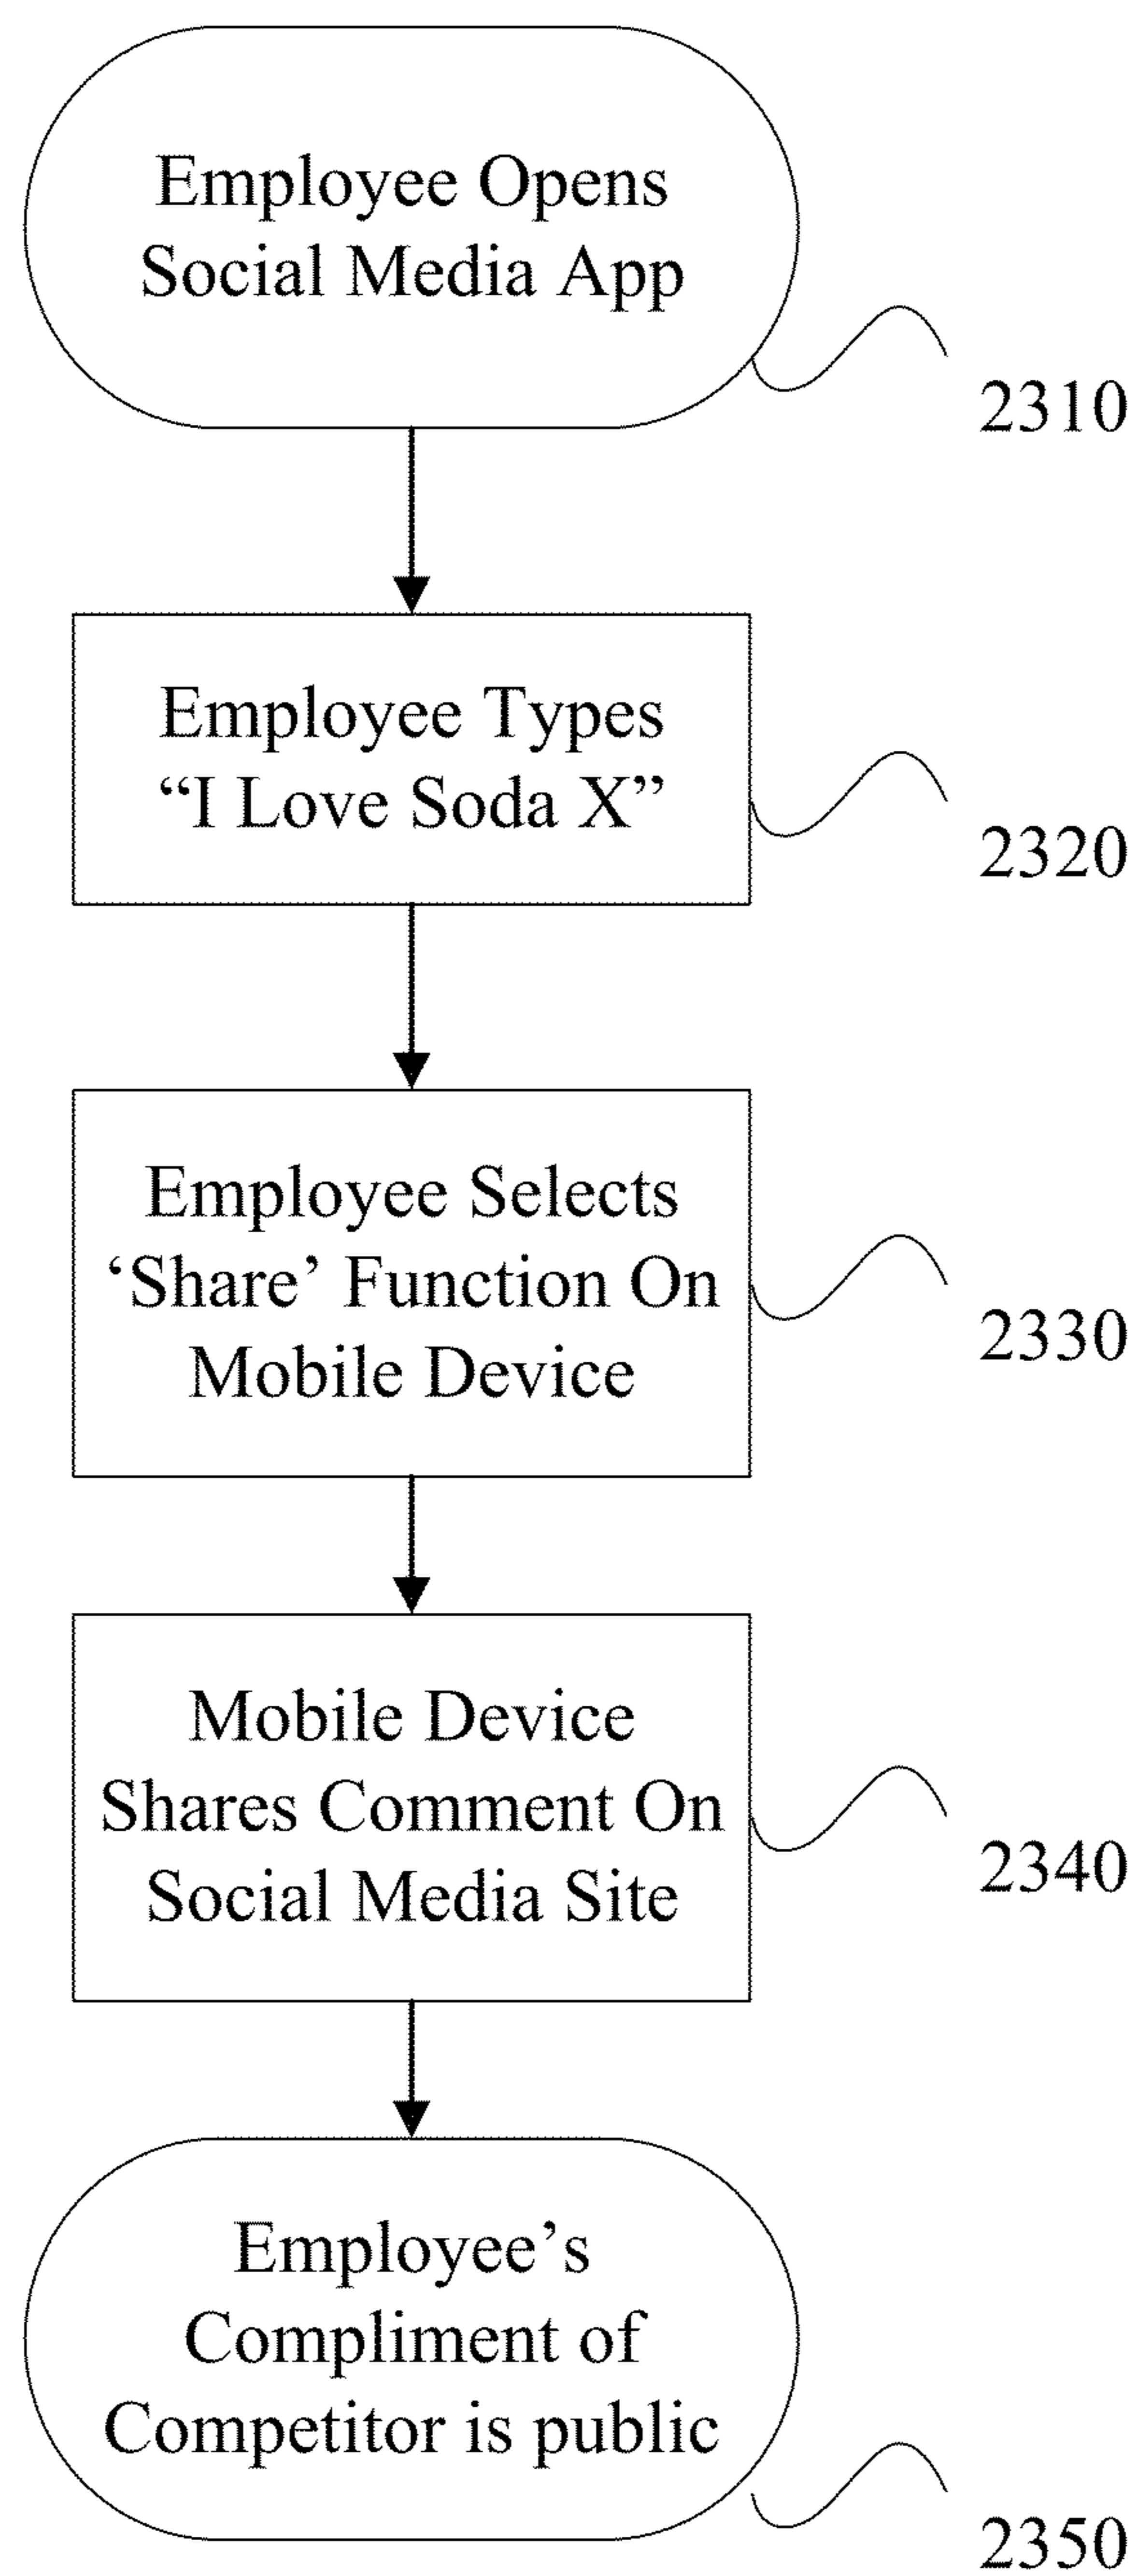 Employee Opens
Social Media App
2310
Employee Types
“I Love Soda X”
2320
Employee Selects
‘Share’ Function On
Mobile Device
2330
Mobile Device
Shares Comment On
Social Media Site
2340
Employee’s
Compliment of
Competitor is public
2350